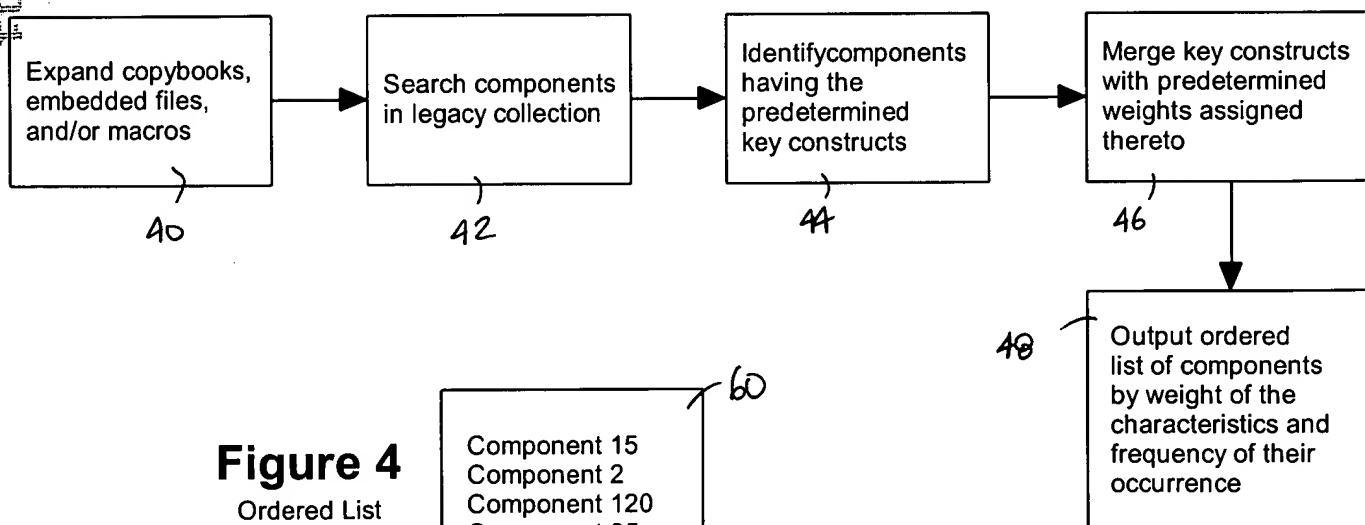 Expand copybooks,
embedded files,
and/or macros
40
Search components
in legacy collection
42
Identifycomponents
having the
predetermined
key constructs
44
Merge key constructs
with predetermined
weights assigned
thereto
46
48
Output ordered
list of components
by weight of the
characteristics and
frequency of their
occurrence
Figure 4
Ordered List
60
Component 15
Component 2
Component 120